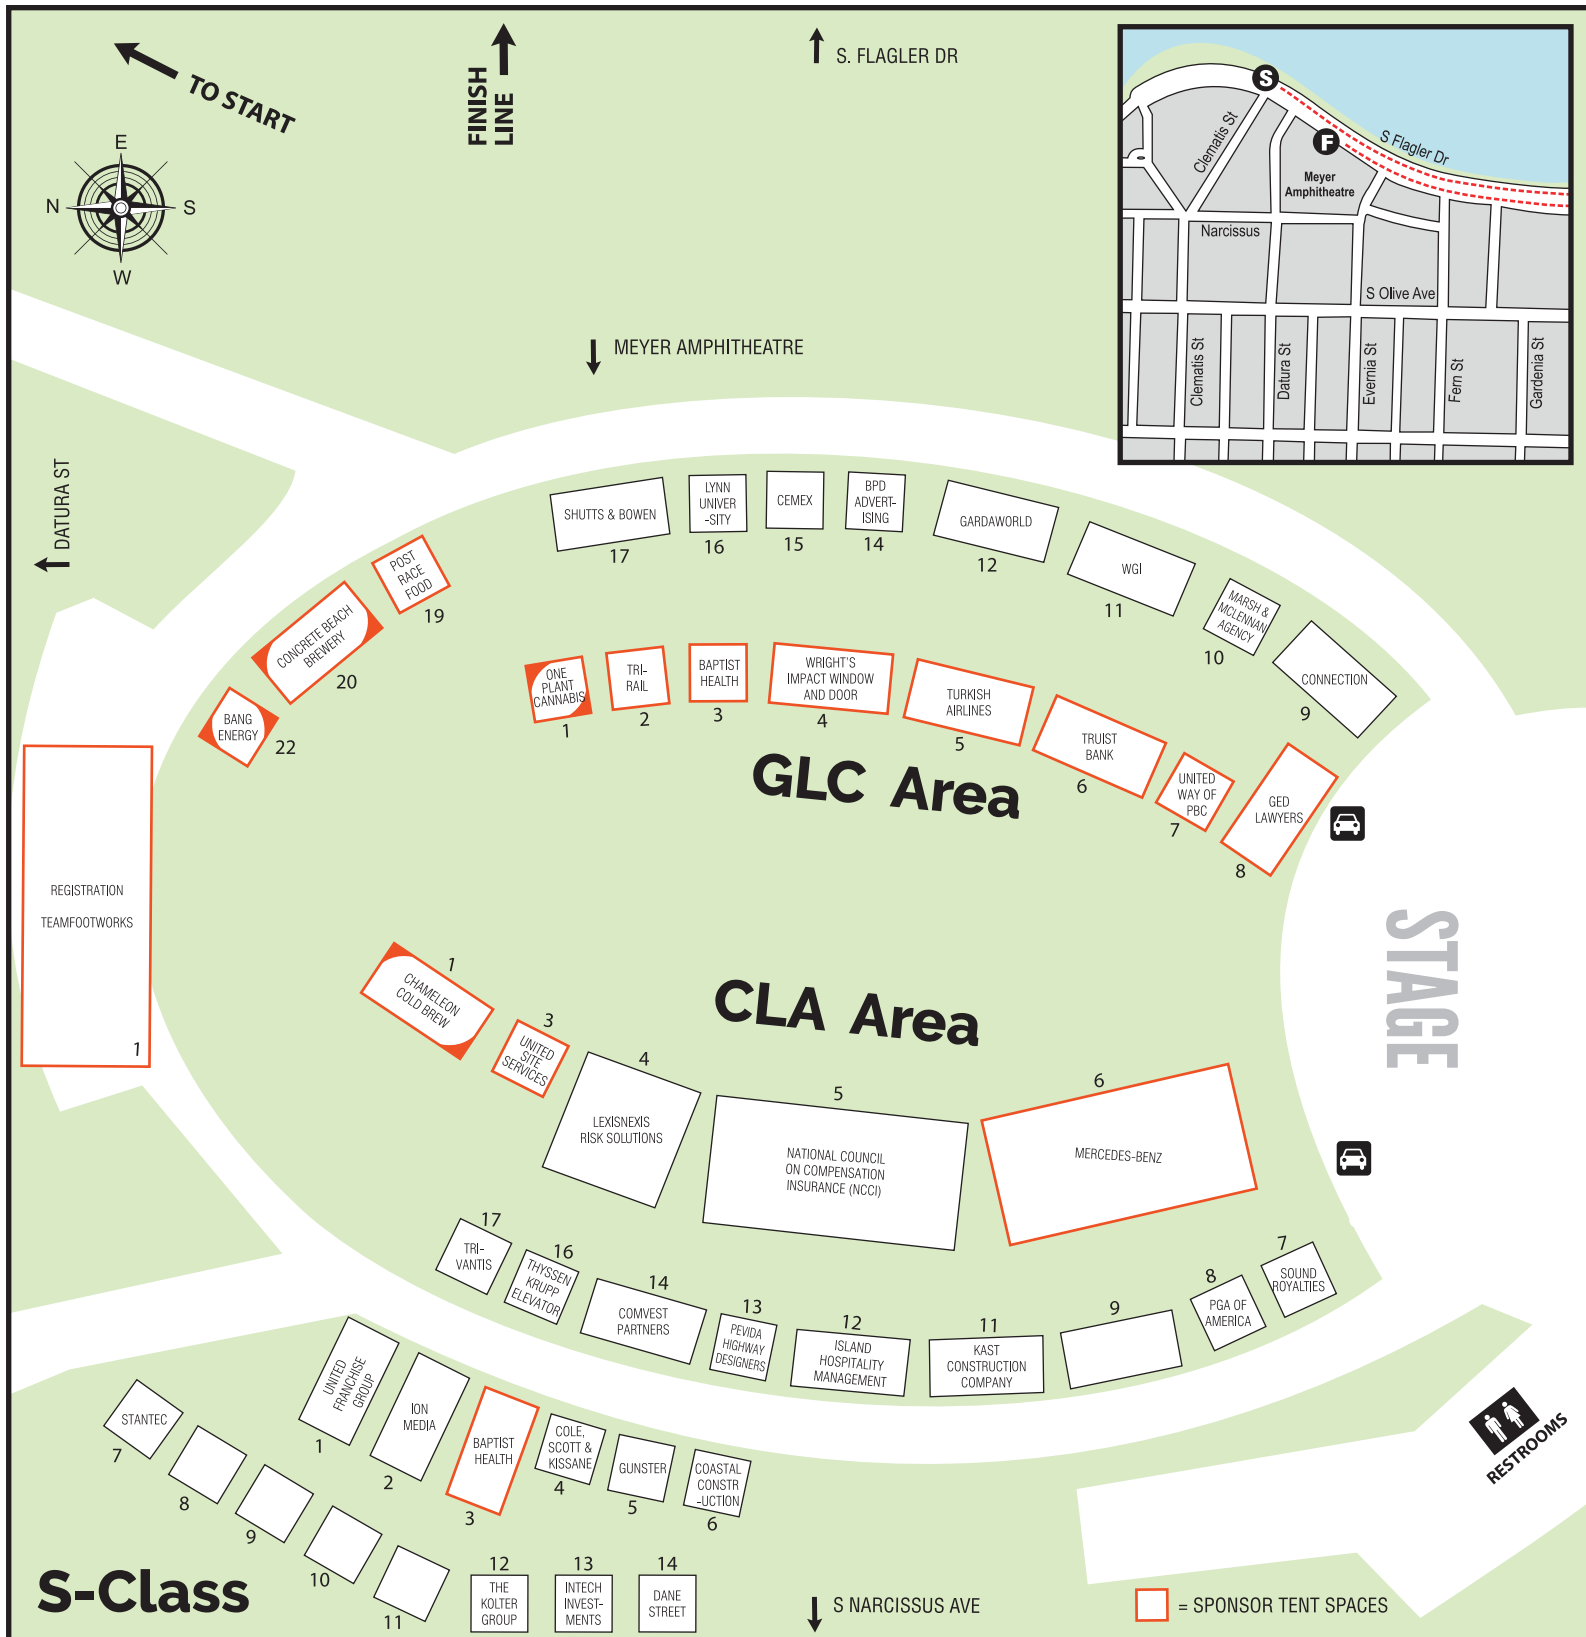 TO START
FINISH
LINE
S. FLAGLER DR
E
N
S
W
S
F
Clematis St
S Flagler Dr
Meyer
Amphitheatre
Narcissus
S Olive Ave
Clematis St
Datura St
Evernia St
Fern St
Gardenia St
MEYER AMPHITHEATRE
DATURA ST
SHUTTS & BOWEN
17
LYNN
UNIVER
-SITY
16
CEMEX
15
BPD
ADVERT-
ISING
14
GARDAWORLD
12
WGI
11
MARSH &
MCLENNAN
AGENCY
10
CONNECTION
9
POST
RACE
FOOD
19
CONCRETE BEACH
BREWERY
20
BANG
ENERGY
22
ONE
PLANT
CANNABIS
1
TRI-
RAIL
2
BAPTIST
HEALTH
3
WRIGHT'S
IMPACT WINDOW
AND DOOR
4
TURKISH
AIRLINES
5
TRUIST
BANK
6
UNITED
WAY OF
PBC
7
GED
LAWYERS
8
GLC Area
REGISTRATION
TEAMFOOTWORKS
1
STAGE
CLA Area
1
CHAMELEON
COLD BREW
3
UNITED
SITE
SERVICES
4
LEXISNEXIS
RISK SOLUTIONS
5
NATIONAL COUNCIL
ON COMPENSATION
INSURANCE (NCCI)
6
MERCEDES-BENZ
17
TRI-
VANTIS
16
THYSSEN
KRUPP
ELEVATOR
14
COMVEST
PARTNERS
13
PEVIDA
HIGHWAY
DESIGNERS
12
ISLAND
HOSPITALITY
MANAGEMENT
11
KAST
CONSTRUCTION
COMPANY
9
8
PGA OF
AMERICA
7
SOUND
ROYALTIES
UNITED
FRANCHISE
GROUP
1
ION
MEDIA
2
BAPTIST
HEALTH
3
COLE,
SCOTT &
KISSANE
4
GUNSTER
5
COASTAL
CONSTR
-UCTION
6
STANTEC
7
8
9
10
11
12
THE
KOLTER
GROUP
13
INTECH
INVEST-
MENTS
14
DANE
STREET
S-Class
RESTROOMS
S NARCISSUS AVE
= SPONSOR TENT SPACES